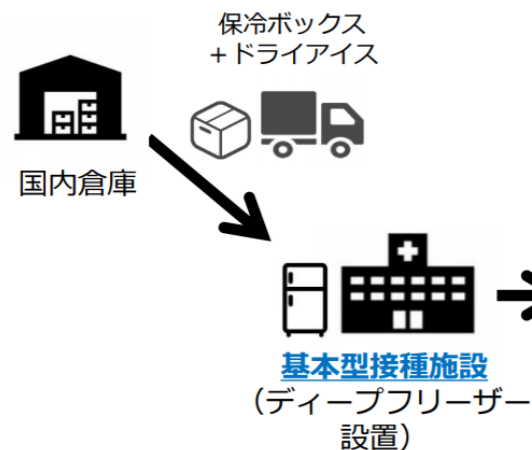 保冷ボックス
＋ドライアイス
国内倉庫
基本型接種施設
（ディープフリーザー
設置）